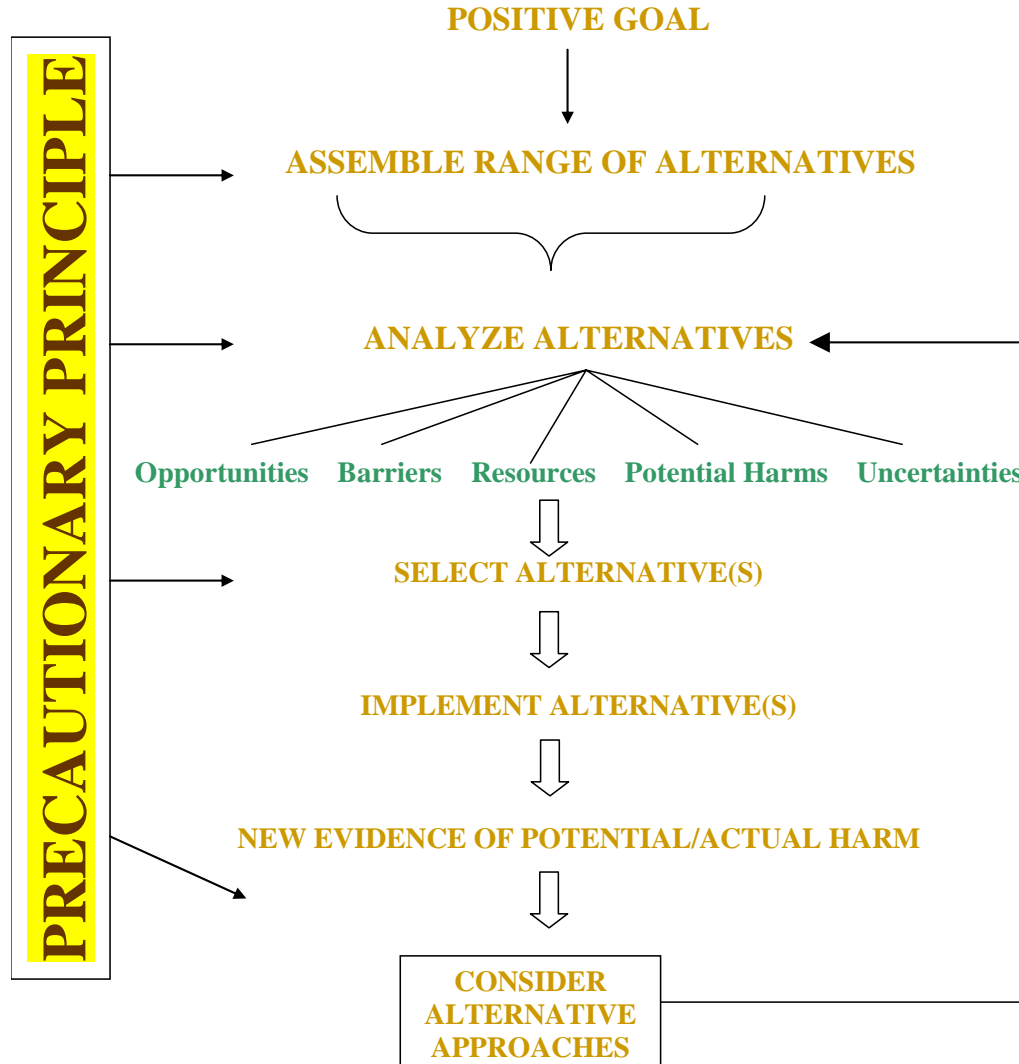 PRECAUTIONARY PRINCIPLE
POSITIVE GOAL
ASSEMBLE RANGE OF ALTERNATIVES
ANALYZE ALTERNATIVES
Opportunities Barriers Resources Potential Harms Uncertainties
SELECT ALTERNATIVE(S)
IMPLEMENT ALTERNATIVE(S)
NEW EVIDENCE OF POTENTIAL/ACTUAL HARM
CONSIDER
ALTERNATIVE
APPROACHES